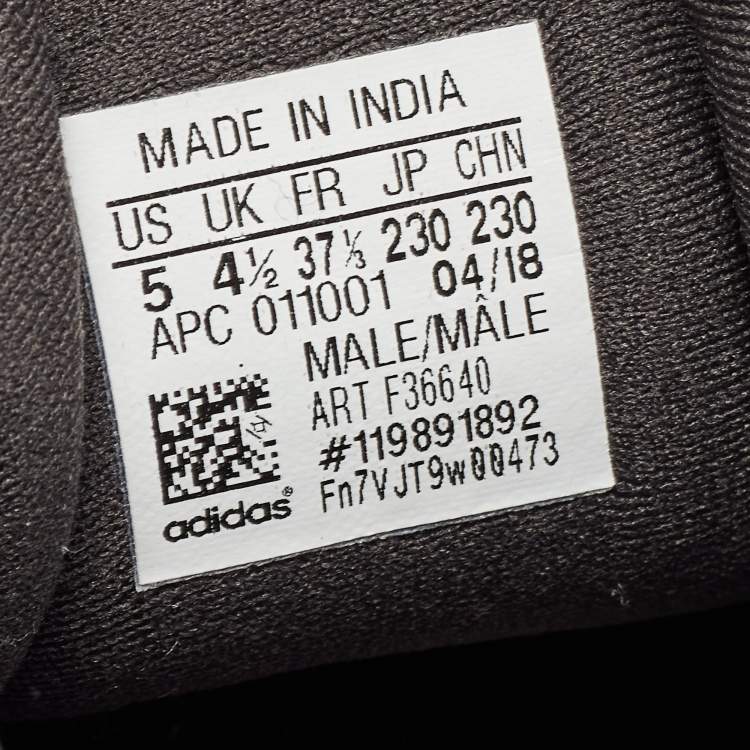 MADE IN INDIA
US UK FR JP CHN
5 4½ 37⅓ 230 230
APC 011001 04/18
MALE/MÂLE
ART F36640
#119891892
Fn7VJT9w00473
adidas®